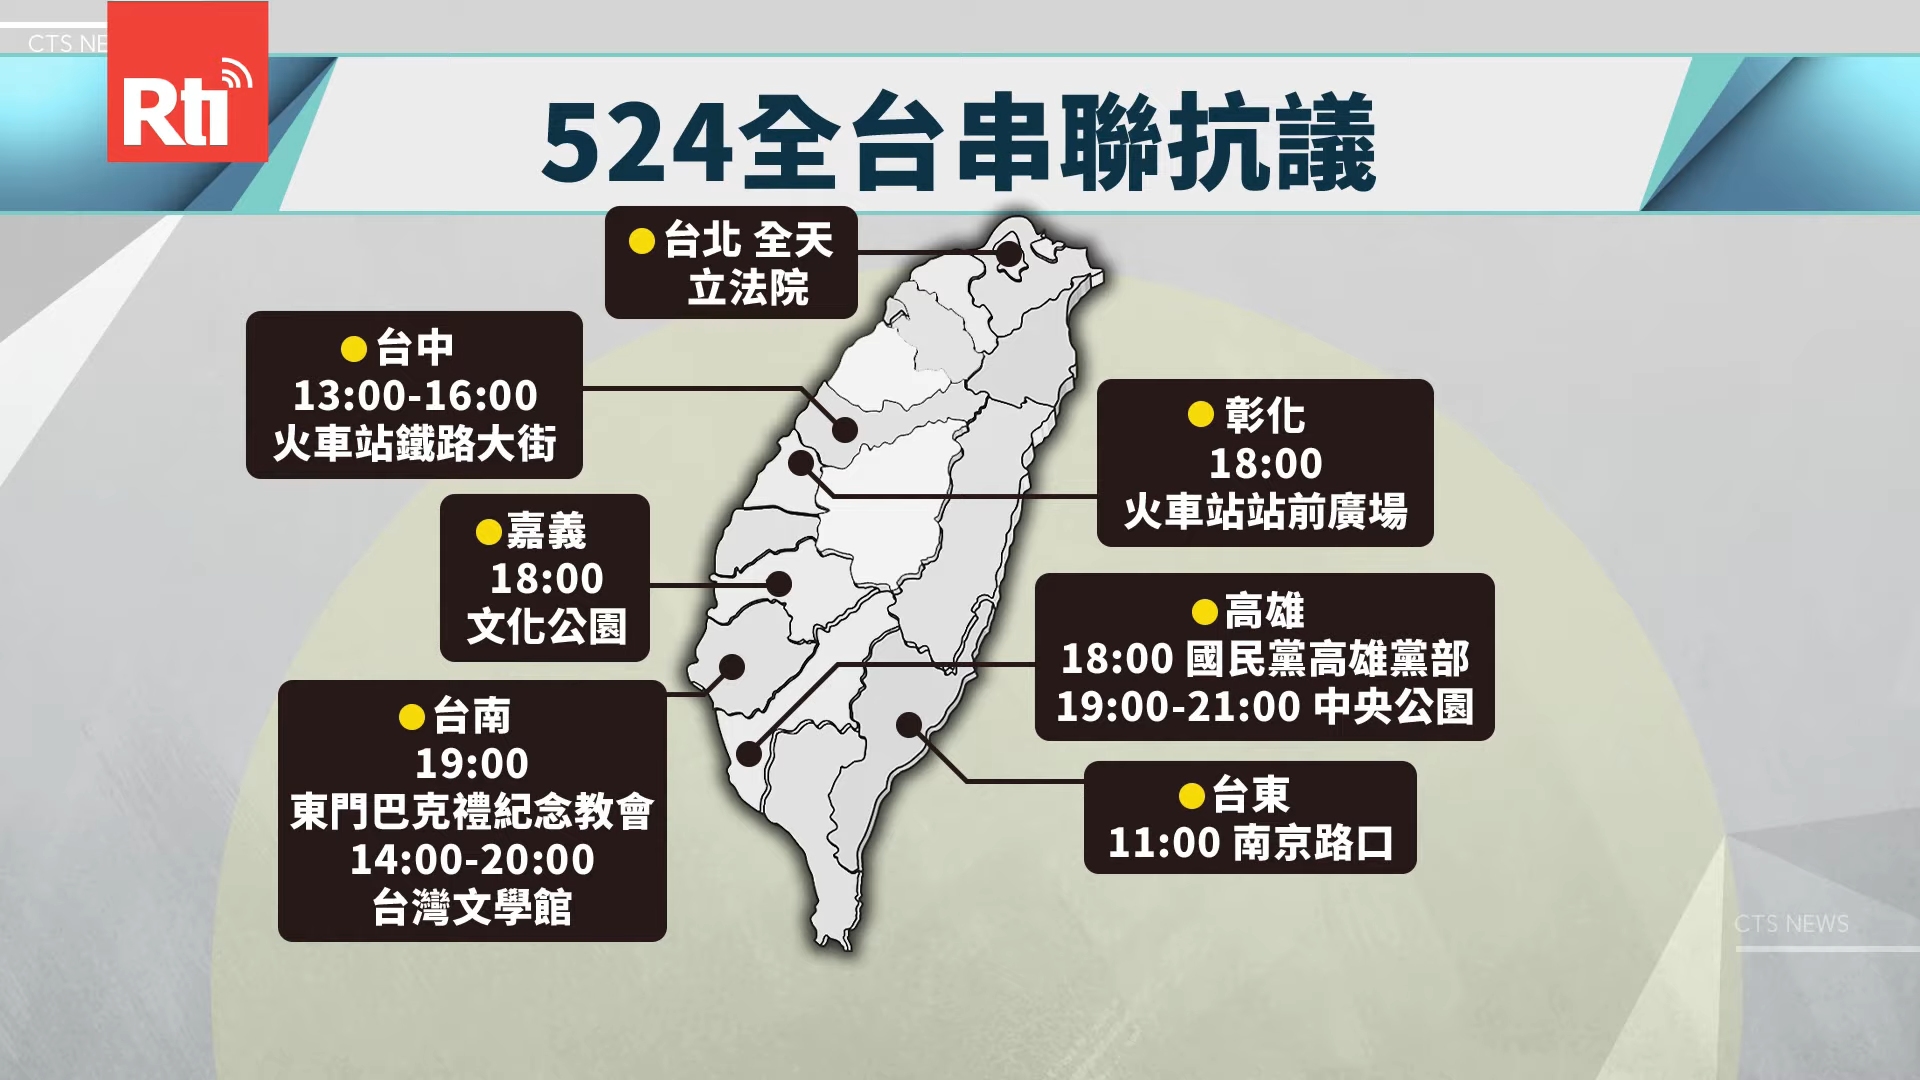 CTS NE
Rti
524全台串聯抗議
台北 全天
立法院
台中
13:00-16:00
火車站鐵路大街
彰化
18:00
火車站站前廣場
嘉義
18:00
文化公園
高雄
18:00 國民黨高雄黨部
19:00-21:00 中央公園
台南
19:00
東門巴克禮紀念教會
14:00-20:00
台灣文學館
台東
11:00 南京路口
CTS NEWS